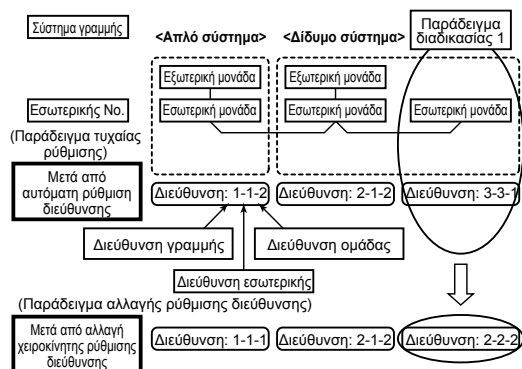 Σύστημα γραμμής
<Απλό σύστημα>
<Δίδυμο σύστημα>
Παράδειγμα
διαδικασίας 1
Εξωτερική μονάδα
Εξωτερική μονάδα
Εσωτερικής No.
Εσωτερική μονάδα
Εσωτερική μονάδα
Εσωτερική μονάδα
(Παράδειγμα τυχαίας
ρύθμισης)
Μετά από
αυτόματη ρύθμιση
διεύθυνσης
Διεύθυνση: 1-1-2
Διεύθυνση: 2-1-2
Διεύθυνση: 3-3-1
Διεύθυνση γραμμής
Διεύθυνση ομάδας
Διεύθυνση εσωτερικής
(Παράδειγμα αλλαγής ρύθμισης διεύθυνσης)
Μετά από αλλαγή
χειροκίνητης ρύθμισης
διεύθυνσης
Διεύθυνση: 1-1-1
Διεύθυνση: 2-1-2
Διεύθυνση: 2-2-2